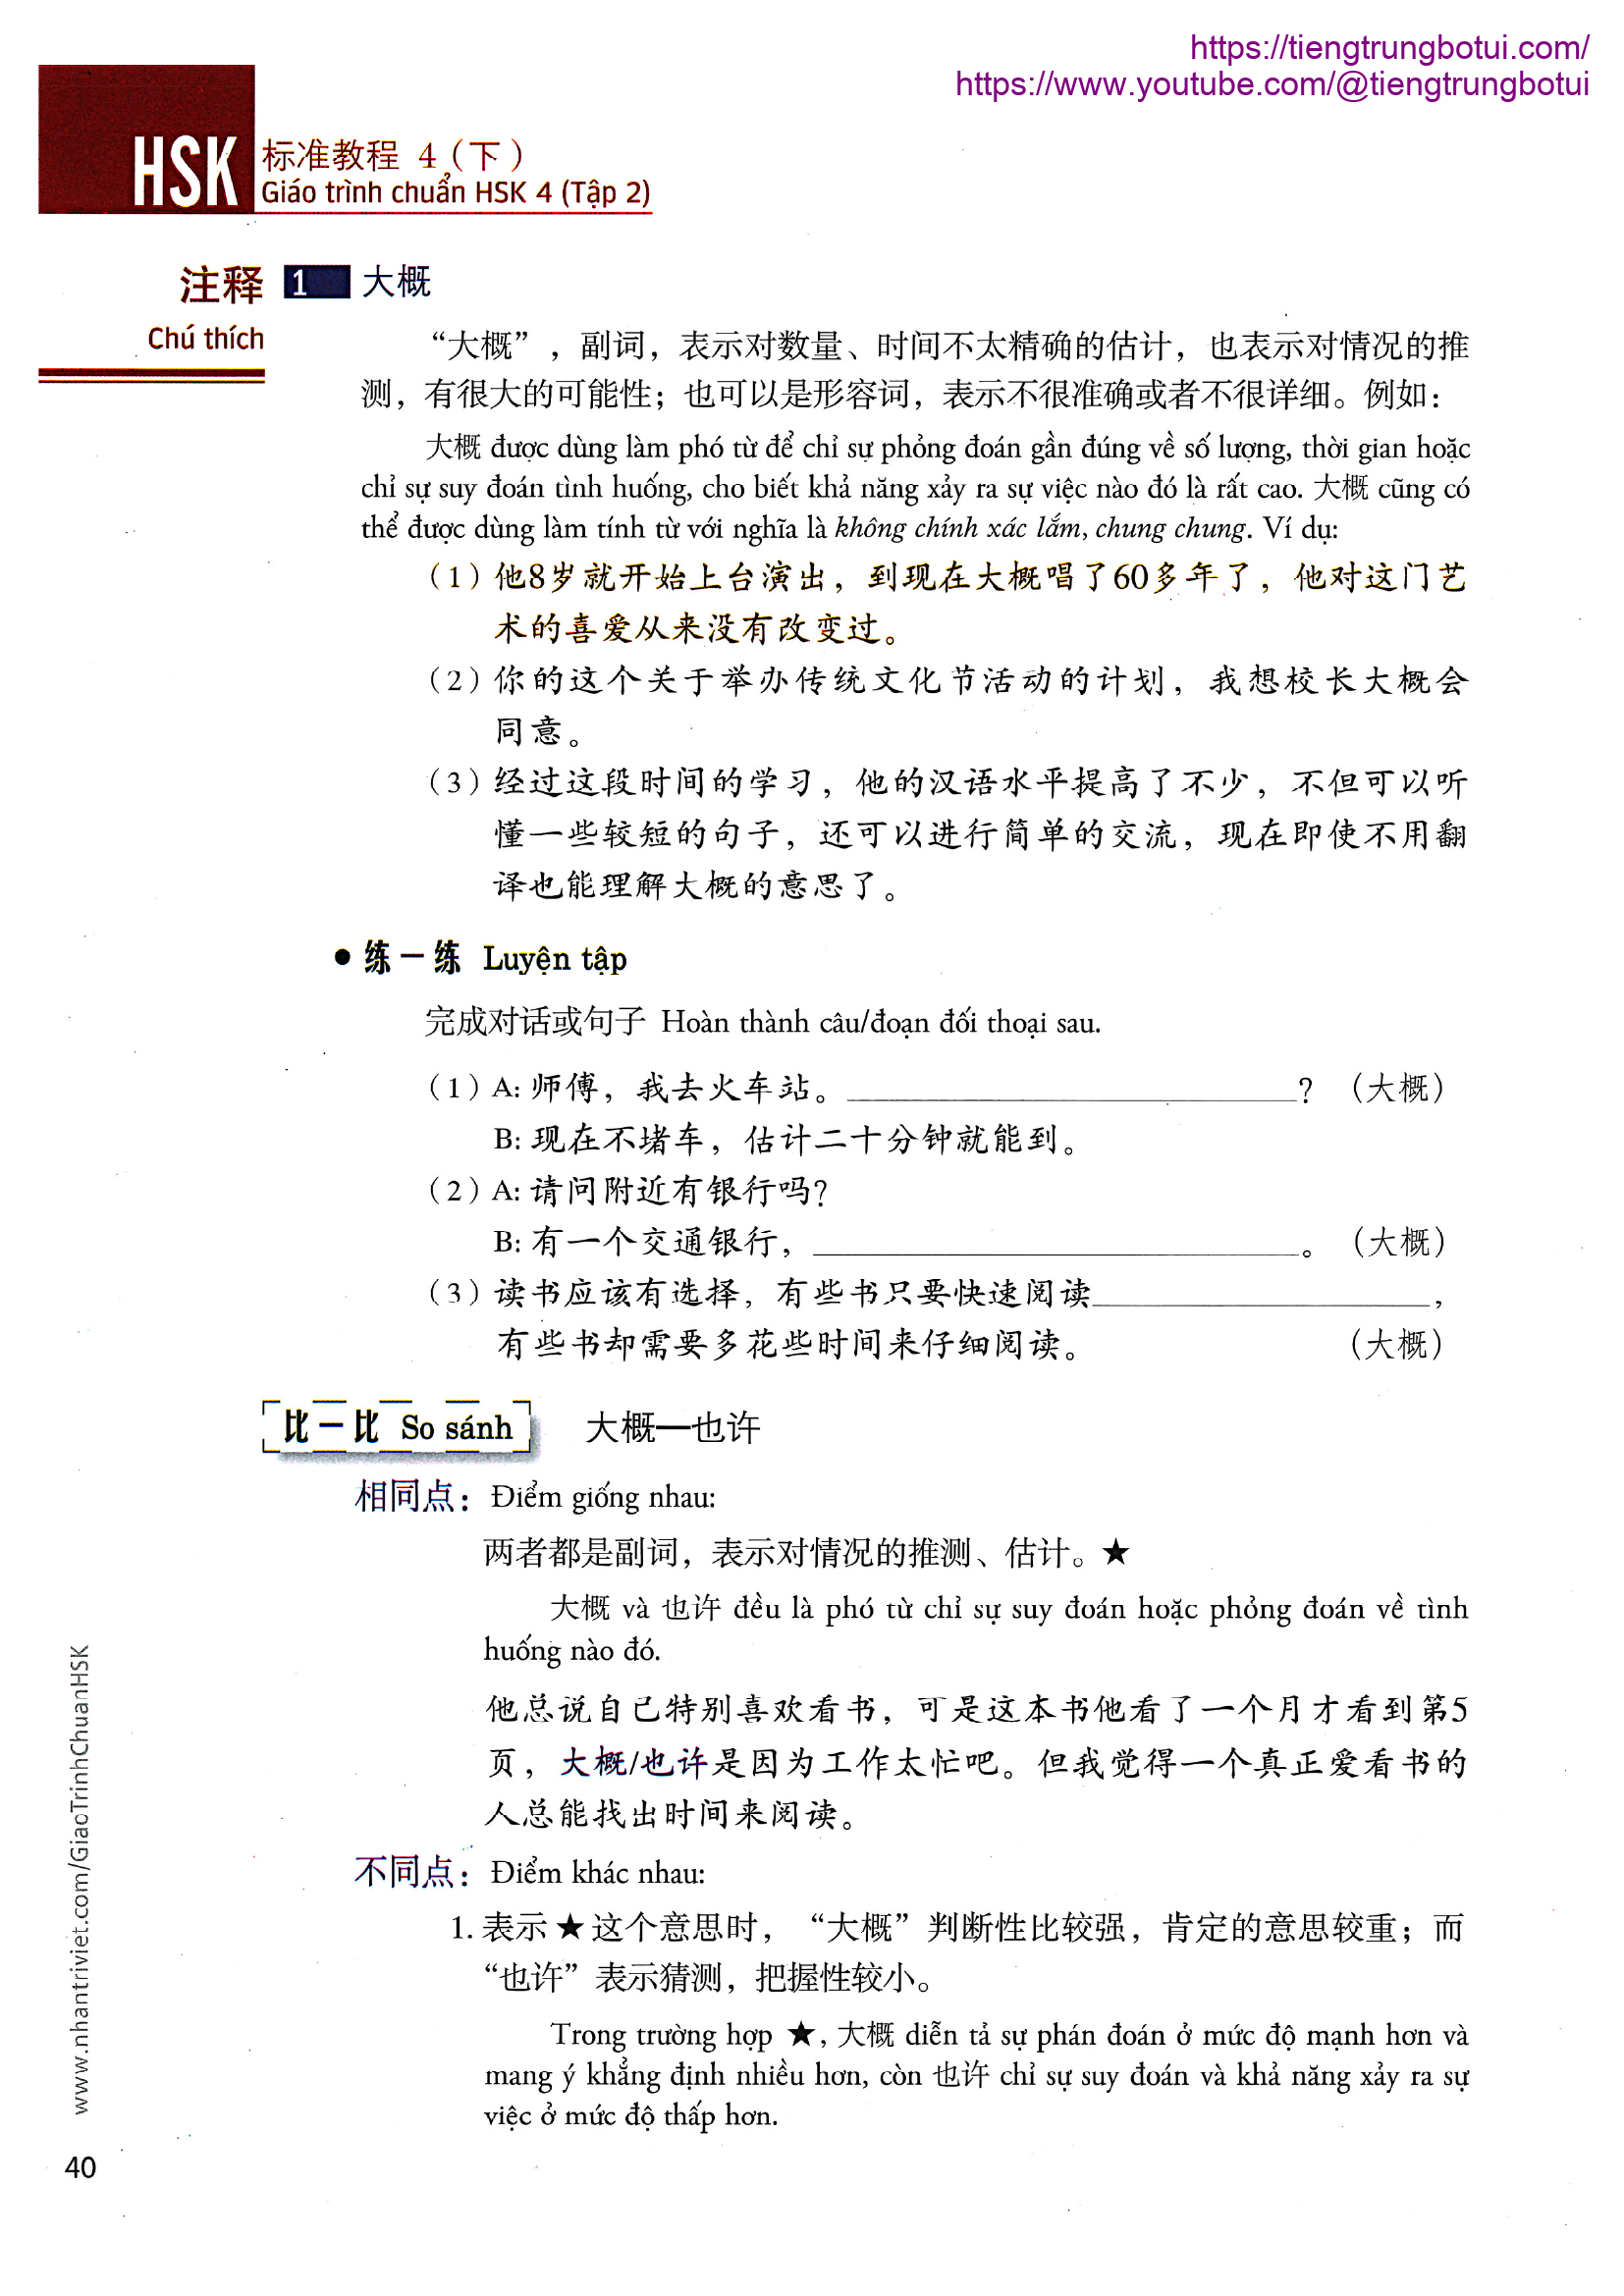 https://tiengtrungbotui.com/
https://www.youtube.com/@tiengtrungbotui
HSK 标准教程 4（下）
Giáo trình chuẩn HSK 4 (Tập 2)
注释 1 大概
Chú thích
“大概”，副词，表示对数量、时间不太精确的估计，也表示对情况的推
测，有很大的可能性；也可以是形容词，表示不很准确或者不很详细。例如：
大概 được dùng làm phó từ để chỉ sự phỏng đoán gần đúng về số lượng, thời gian hoặc
chỉ sự suy đoán tình huống, cho biết khả năng xảy ra sự việc nào đó là rất cao. 大概 cũng có
thể được dùng làm tính từ với nghĩa là không chính xác lắm, chung chung. Ví dụ:
（1）他8岁就开始上台演出，到现在大概唱了60多年了，他对这门艺
术的喜爱从来没有改变过。
（2）你的这个关于举办传统文化节活动的计划，我想校长大概会
同意。
（3）经过这段时间的学习，他的汉语水平提高了不少，不但可以听
懂一些较短的句子，还可以进行简单的交流，现在即使不用翻
译也能理解大概的意思了。
● 练一练 Luyện tập
完成对话或句子 Hoàn thành câu/đoạn đối thoại sau.
（1）A: 师傅，我去火车站。____________________？（大概）
B: 现在不堵车，估计二十分钟就能到。
（2）A: 请问附近有银行吗？
B: 有一个交通银行，____________________。（大概）
（3）读书应该有选择，有些书只要快速阅读____________________，
有些书却需要多花些时间来仔细阅读。（大概）
比一比 So sánh 大概—也许
相同点：Điểm giống nhau:
两者都是副词，表示对情况的推测、估计。★
大概 và 也许 đều là phó từ chỉ sự suy đoán hoặc phỏng đoán về tình
huống nào đó.
他总说自己特别喜欢看书，可是这本书他看了一个月才看到第5
页，大概/也许是因为工作太忙吧。但我觉得一个真正爱看书的
人总能找出时间来阅读。
不同点：Điểm khác nhau:
1. 表示★这个意思时，“大概”判断性比较强，肯定的意思较重；而
“也许”表示猜测，把握性较小。
Trong trường hợp ★, 大概 diễn tả sự phán đoán ở mức độ mạnh hơn và
mang ý khẳng định nhiều hơn, còn 也许 chỉ sự suy đoán và khả năng xảy ra sự
việc ở mức độ thấp hơn.
www.nhantriviet.com/GiaoTrinhChuanHSK
40